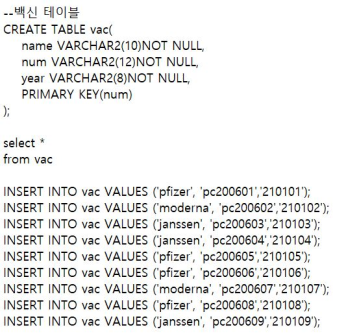 --백신 테이블
CREATE TABLE vac(
name VARCHAR2(10)NOT NULL,
num VARCHAR2(12)NOT NULL,
year VARCHAR2(8)NOT NULL,
PRIMARY KEY(num)
);
select *
from vac
INSERT INTO vac VALUES ('pfizer', 'pc200601','210101');
INSERT INTO vac VALUES ('moderna', 'pc200602','210102');
INSERT INTO vac VALUES ('janssen', 'pc200603','210103');
INSERT INTO vac VALUES ('janssen', 'pc200604','210104');
INSERT INTO vac VALUES ('pfizer', 'pc200605','210105');
INSERT INTO vac VALUES ('pfizer', 'pc200606','210106');
INSERT INTO vac VALUES ('moderna', 'pc200607','210107');
INSERT INTO vac VALUES ('pfizer', 'pc200608','210108');
INSERT INTO vac VALUES ('janssen', 'pc200609','210109');